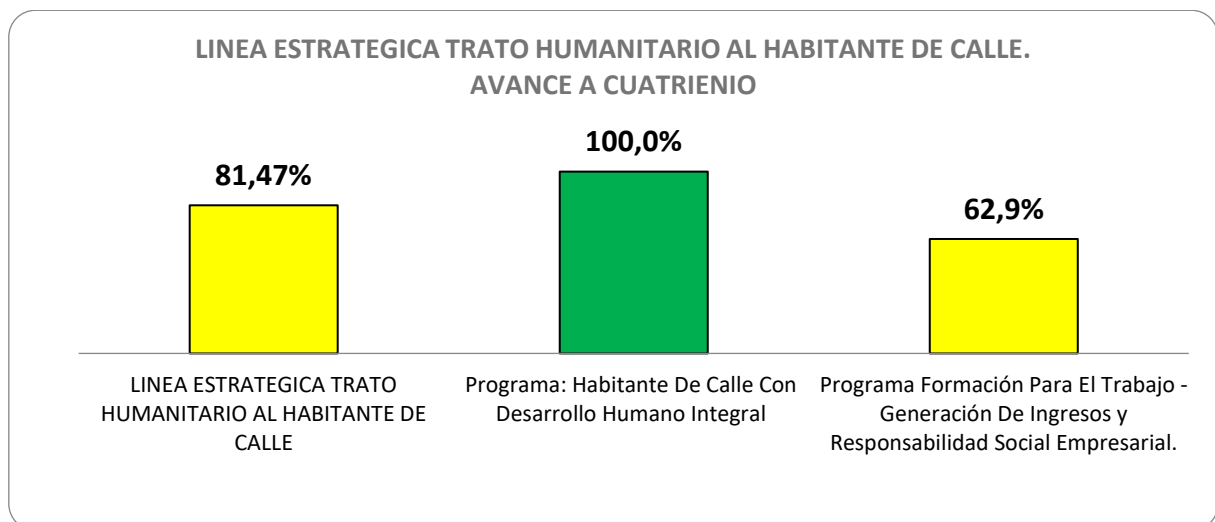 LINEA ESTRATEGICA TRATO HUMANITARIO AL HABITANTE DE CALLE.
AVANCE A CUATRIENIO
81,47%
100,0%
62,9%
LINEA ESTRATEGICA TRATO
HUMANITARIO AL HABITANTE DE
CALLE
Programa: Habitante De Calle Con
Desarrollo Humano Integral
Programa Formación Para El Trabajo -
Generación De Ingresos y
Responsabilidad Social Empresarial.